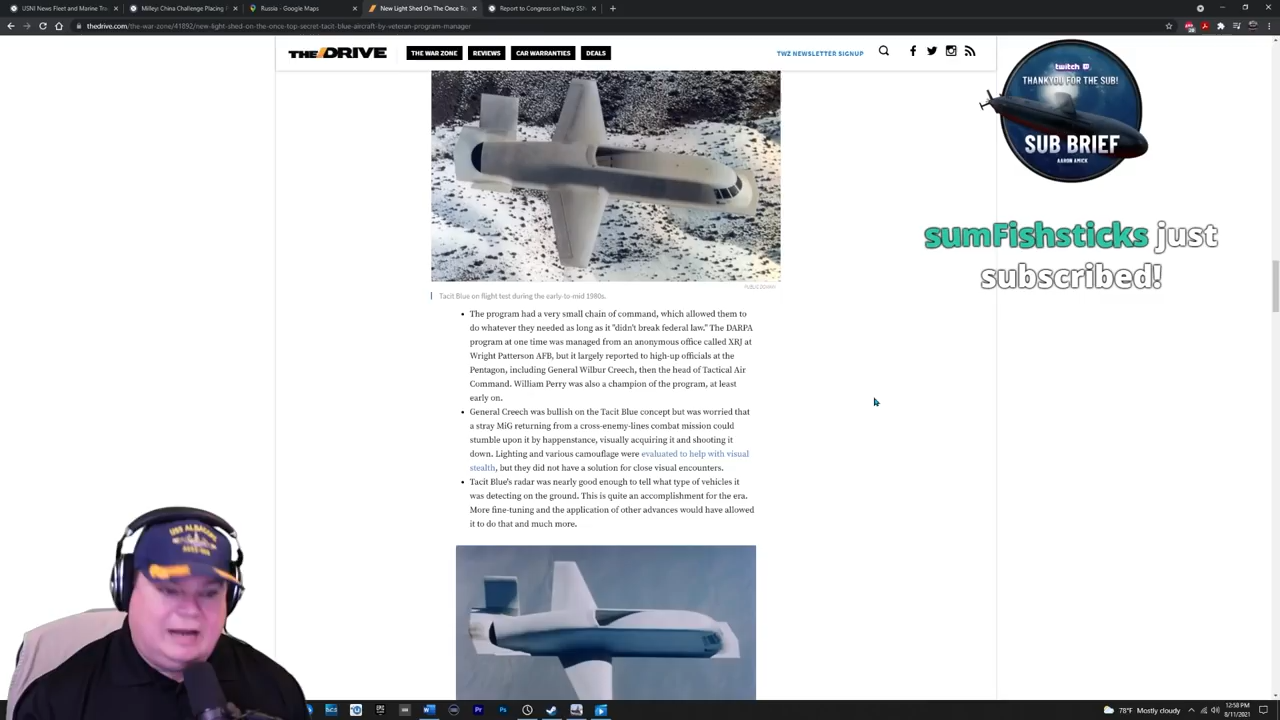 USNI News Fleet and Marine Tra
Milley: China Challenge Placing
Russia - Google Maps
New Light Shed On The Once To
Report to Congress on Navy SSN
thedrive.com/the-war-zone/41892/new-light-shed-on-the-once-top-secret-tacit-blue-aircraft-by-veteran-program-manager
THE DRIVE
THE WAR ZONE
REVIEWS
CAR WARRANTIES
DEALS
TWZ NEWSLETTER SIGNUP
twitch
THANKYOU FOR THE SUB!
SUB BRIEF
AARON AMICK
sumFishsticks just
subscribed!
PUBLIC DOMAIN
Tacit Blue on flight test during the early-to-mid 1980s.
• The program had a very small chain of command, which allowed them to
do whatever they needed as long as it "didn't break federal law." The DARPA
program at one time was managed from an anonymous office called XRJ at
Wright Patterson AFB, but it largely reported to high-up officials at the
Pentagon, including General Wilbur Creech, then the head of Tactical Air
Command. William Perry was also a champion of the program, at least
early on.
• General Creech was bullish on the Tacit Blue concept but was worried that
a stray MiG returning from a cross-enemy-lines combat mission could
stumble upon it by happenstance, visually acquiring it and shooting it
down. Lighting and various camouflage were evaluated to help with visual
stealth, but they did not have a solution for close visual encounters.
• Tacit Blue's radar was nearly good enough to tell what type of vehicles it
was detecting on the ground. This is quite an accomplishment for the era.
More fine-tuning and the application of other advances would have allowed
it to do that and much more.
USS ALBACORE
78°F Mostly cloudy
12:58 PM
8/11/2021